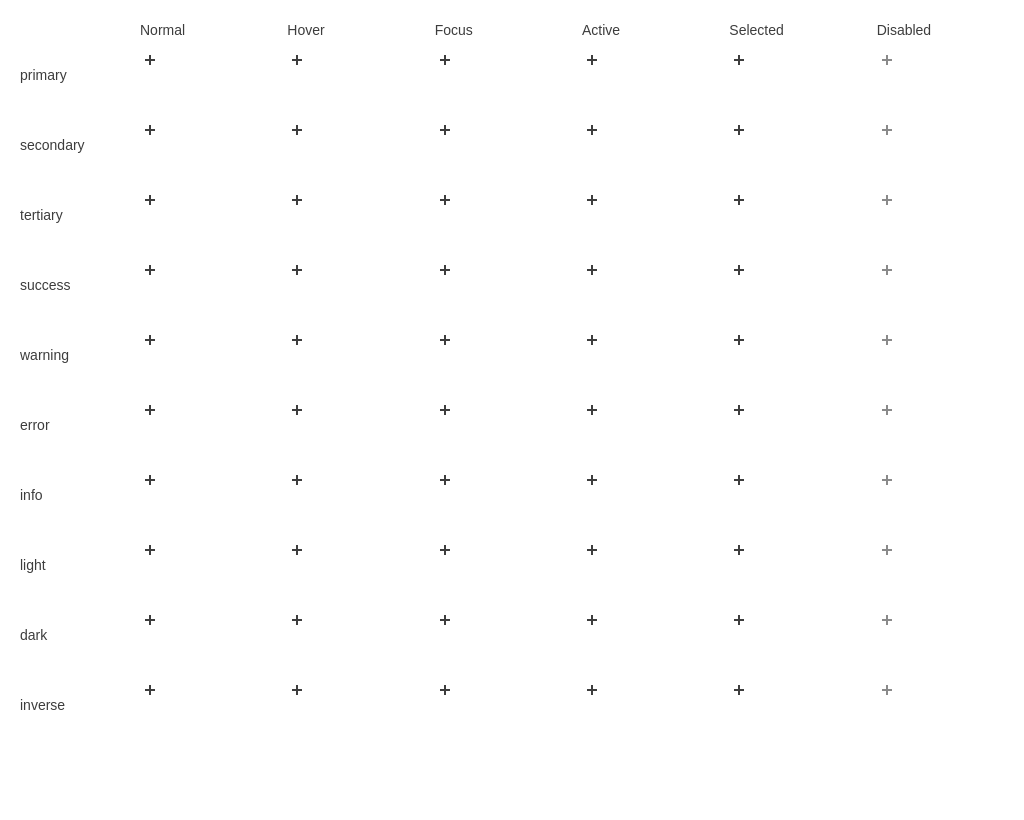 Normal Hover Focus Active Selected Disabled
primary
secondary
tertiary
success
warning
error
info
light
dark
inverse